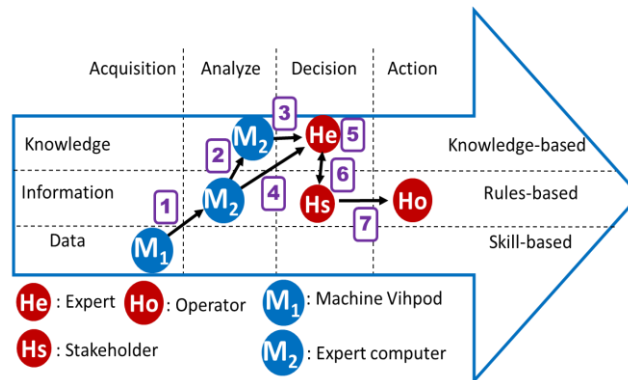 Acquisition Analyze Decision Action
3
Knowledge M2 He 5 Knowledge-based
2
6
Information M2 4 Hs Ho Rules-based
1
7
Data M1 Skill-based
He : Expert Ho : Operator M1 : Machine Vihpod
Hs : Stakeholder M2 : Expert computer